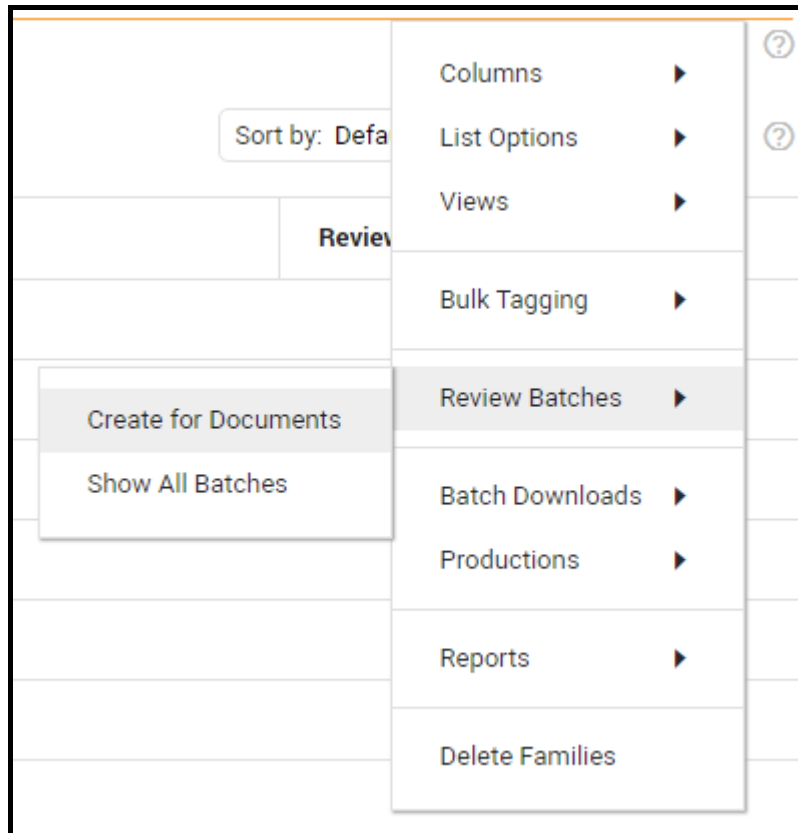 Columns
Sort by: Defa
List Options
Views
Review
Bulk Tagging
Review Batches
Create for Documents
Show All Batches
Batch Downloads
Productions
Reports
Delete Families